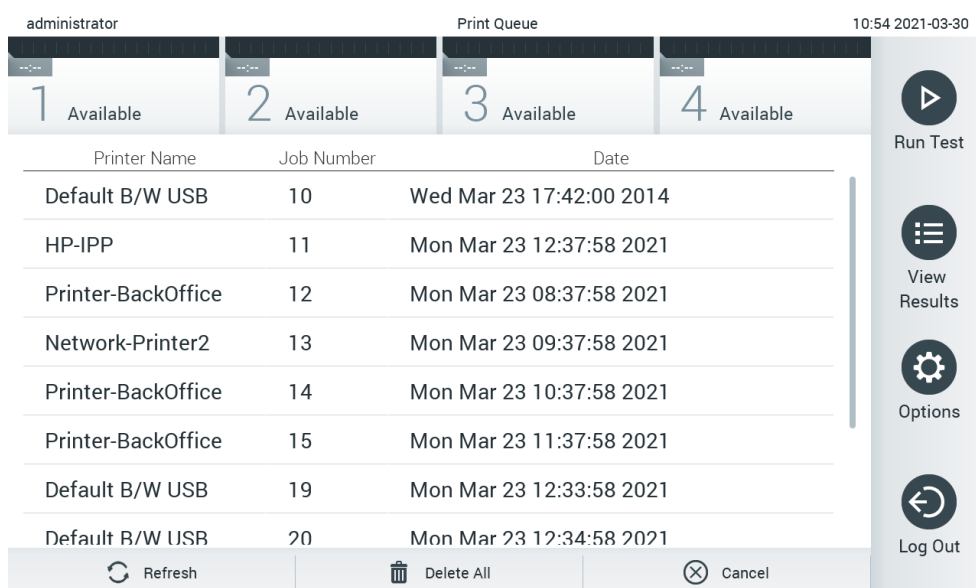 administrator Print Queue 10:54 2021-03-30
--:-- --:-- --:-- --:--
1 Available 2 Available 3 Available 4 Available
Run Test
Printer Name Job Number Date
Default B/W USB 10 Wed Mar 23 17:42:00 2014
HP-IPP 11 Mon Mar 23 12:37:58 2021
View
Results
Printer-BackOffice 12 Mon Mar 23 08:37:58 2021
Network-Printer2 13 Mon Mar 23 09:37:58 2021
Printer-BackOffice 14 Mon Mar 23 10:37:58 2021
Options
Printer-BackOffice 15 Mon Mar 23 11:37:58 2021
Default B/W USB 19 Mon Mar 23 12:33:58 2021
Default B/W USB 20 Mon Mar 23 12:34:58 2021
Log Out
Refresh Delete All Cancel